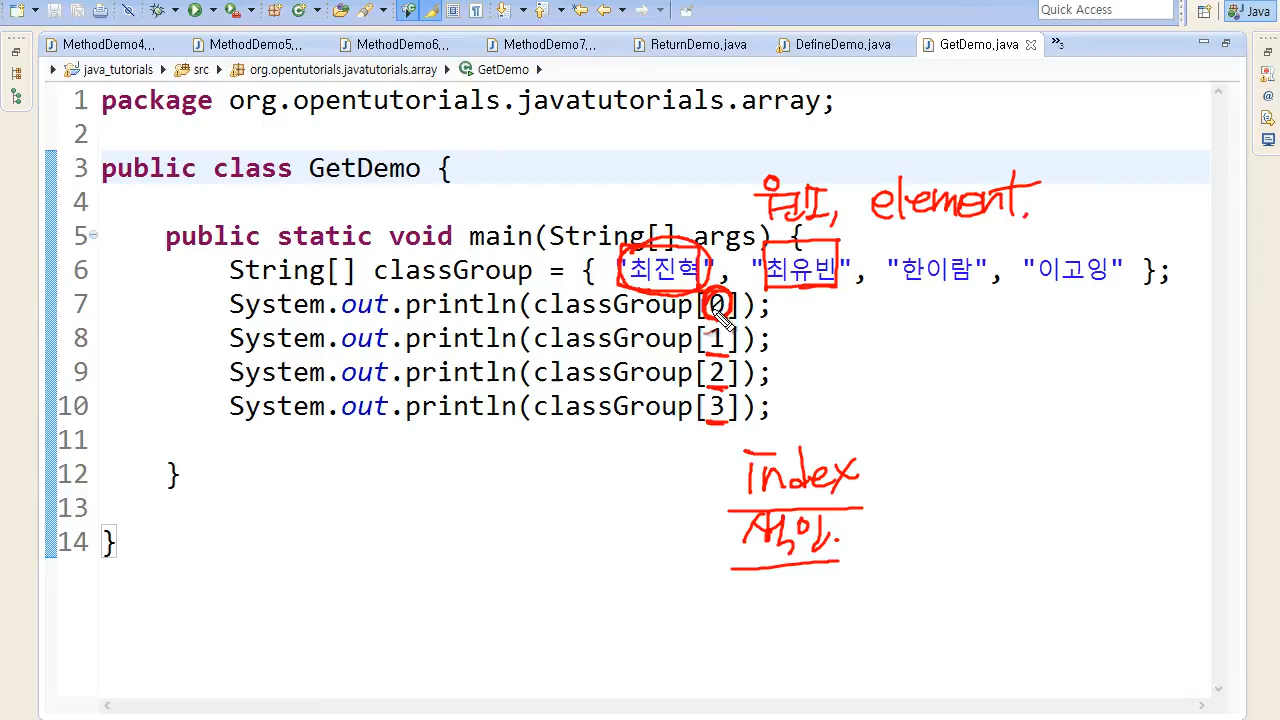 Quick Access
Java
MethodDemo4...
MethodDemo5...
MethodDemo6...
MethodDemo7...
ReturnDemo.java
DefineDemo.java
GetDemo.java
java_tutorials
src
org.opentutorials.javatutorials.array
GetDemo
1 package org.opentutorials.javatutorials.array;
2
3 public class GetDemo {
4
원소, element.
5 public static void main(String[] args) {
6 String[] classGroup = { "최진혁", "최유빈", "한이람", "이고잉" };
7 System.out.println(classGroup[0]);
8 System.out.println(classGroup[1]);
9 System.out.println(classGroup[2]);
10 System.out.println(classGroup[3]);
11
index
12 }
13
색인.
14 }